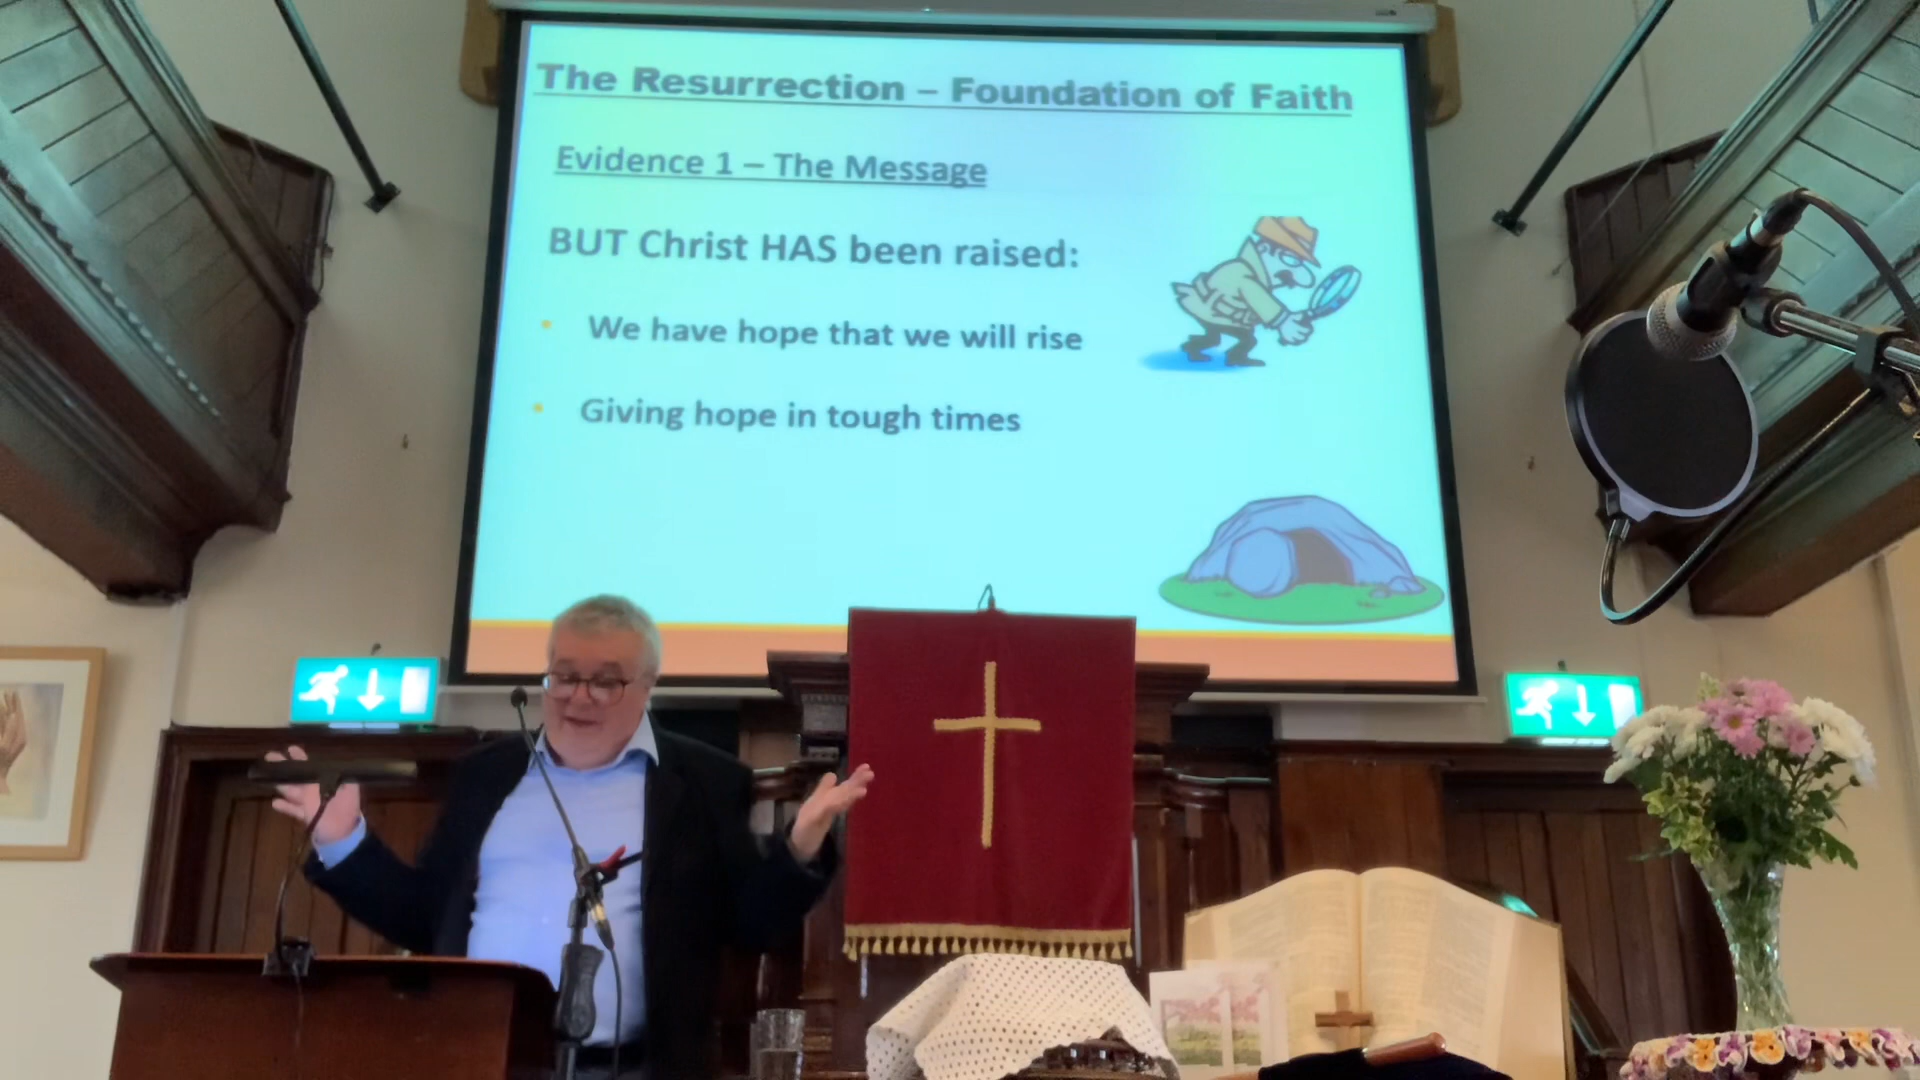 The Resurrection – Foundation of Faith
Evidence 1 – The Message
BUT Christ HAS been raised:
We have hope that we will rise
Giving hope in tough times